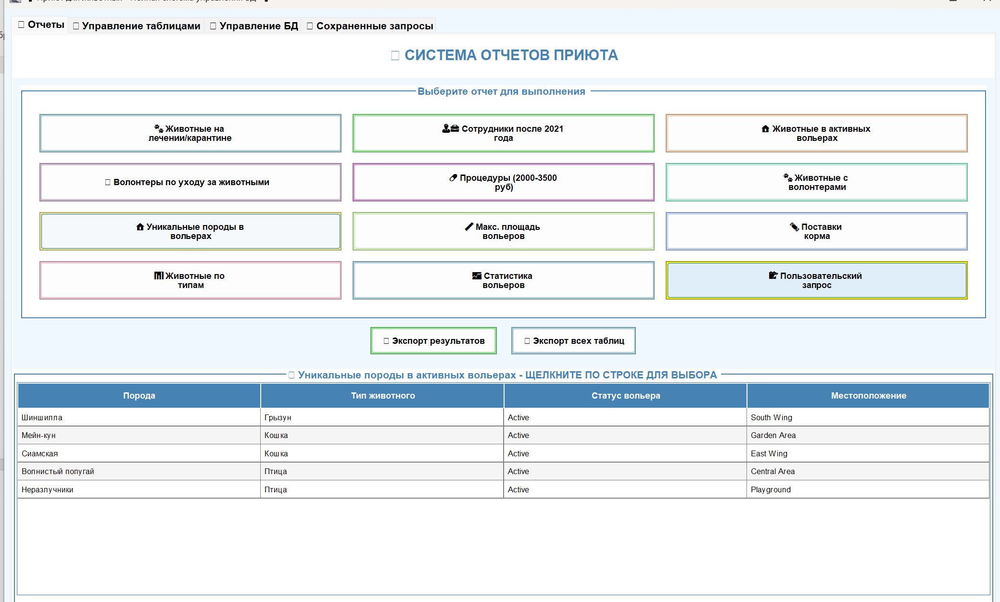 Отчеты
Управление таблицами
Управление БД
Сохраненные запросы
СИСТЕМА ОТЧЕТОВ ПРИЮТА
Выберите отчет для выполнения
Животные на
лечении/карантине
Сотрудники после 2021
года
Животные в активных
вольерах
Волонтеры по уходу за животными
Процедуры (2000-3500
руб)
Животные с
волонтерами
Уникальные породы в
вольерах
Макс. площадь
вольеров
Поставки
корма
Животные по
типам
Статистика
вольеров
Пользовательский
запрос
Экспорт результатов
Экспорт всех таблиц
Уникальные породы в активных вольерах - ЩЕЛКНИТЕ ПО СТРОКЕ ДЛЯ ВЫБОРА
Порода Тип животного Статус вольера Местоположение
Шиншилла Грызун Active South Wing
Мейн-кун Кошка Active Garden Area
Сиамская Кошка Active East Wing
Волнистый попугай Птица Active Central Area
Неразлучники Птица Active Playground